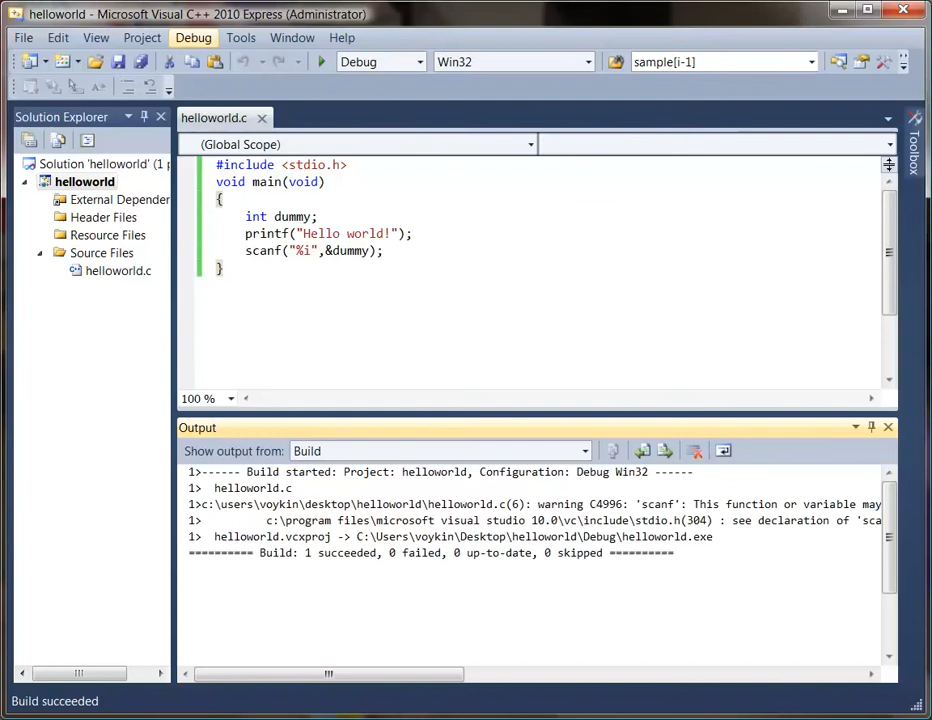 helloworld - Microsoft Visual C++ 2010 Express (Administrator)
File Edit View Project Debug Tools Window Help
Debug Win32 sample[i-1]
Solution Explorer
Solution 'helloworld' (1 p
helloworld
External Depender
Header Files
Resource Files
Source Files
helloworld.c
helloworld.c
(Global Scope)
#include <stdio.h>
void main(void)
{
int dummy;
printf("Hello world!");
scanf("%i",&dummy);
}
100 %
Toolbox
Output
Show output from: Build
1>------ Build started: Project: helloworld, Configuration: Debug Win32 ------
1> helloworld.c
1>c:\users\voykin\desktop\helloworld\helloworld.c(6): warning C4996: 'scanf': This function or variable may
1> c:\program files\microsoft visual studio 10.0\vc\include\stdio.h(304) : see declaration of 'sca
1> helloworld.vcxproj -> C:\Users\Voykin\Desktop\helloworld\Debug\helloworld.exe
========== Build: 1 succeeded, 0 failed, 0 up-to-date, 0 skipped ==========
Build succeeded